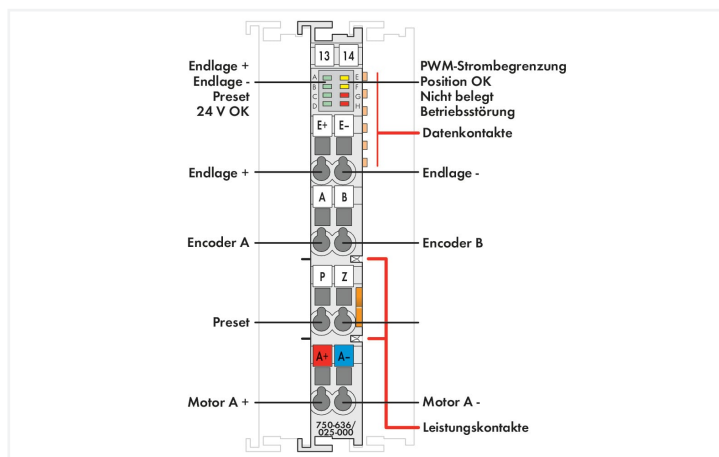 13 14
Endlage +
Endlage -
Preset
24 V OK
A
B
C
D
E
F
G
H
PWM-Strombegrenzung
Position OK
Nicht belegt
Betriebsstörung
Datenkontakte
E+ E−
Endlage +
Endlage -
A B
Encoder A
Encoder B
P Z
Preset
A+ A−
Motor A +
Motor A -
750-636/
025-000
Leistungskontakte